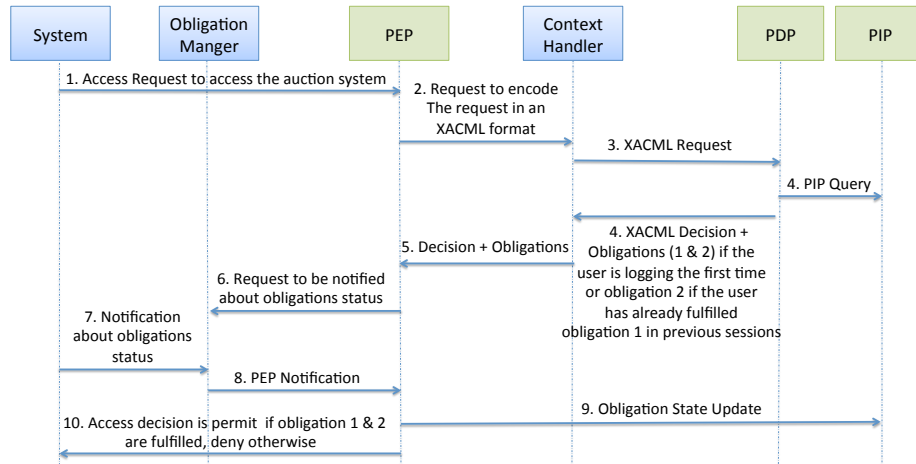 System
Obligation
Manger
PEP
Context
Handler
PDP
PIP
1. Access Request to access the auction system
2. Request to encode
The request in an
XACML format
3. XACML Request
4. PIP Query
4. XACML Decision +
Obligations (1 & 2) if the
user is logging the first time
or obligation 2 if the user
has already fulfilled
obligation 1 in previous sessions
5. Decision + Obligations
6. Request to be notified
about obligations status
7. Notification
about obligations
status
8. PEP Notification
9. Obligation State Update
10. Access decision is permit if obligation 1 & 2
are fulfilled, deny otherwise